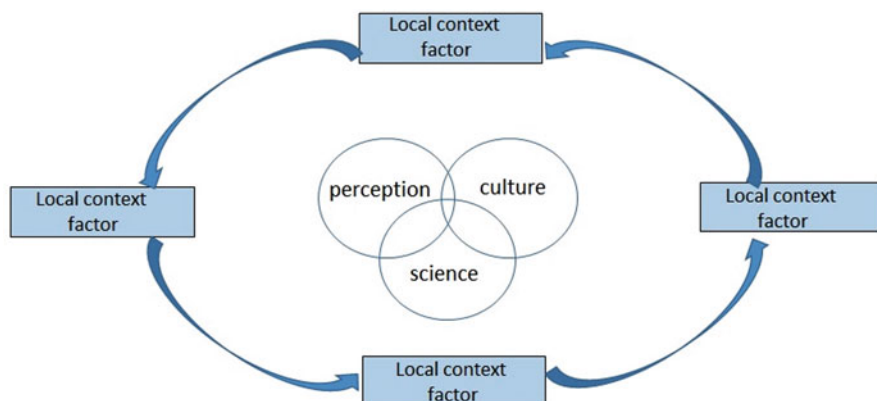 Local context
factor
perception culture
Local context
factor
Local context
factor
science
Local context
factor